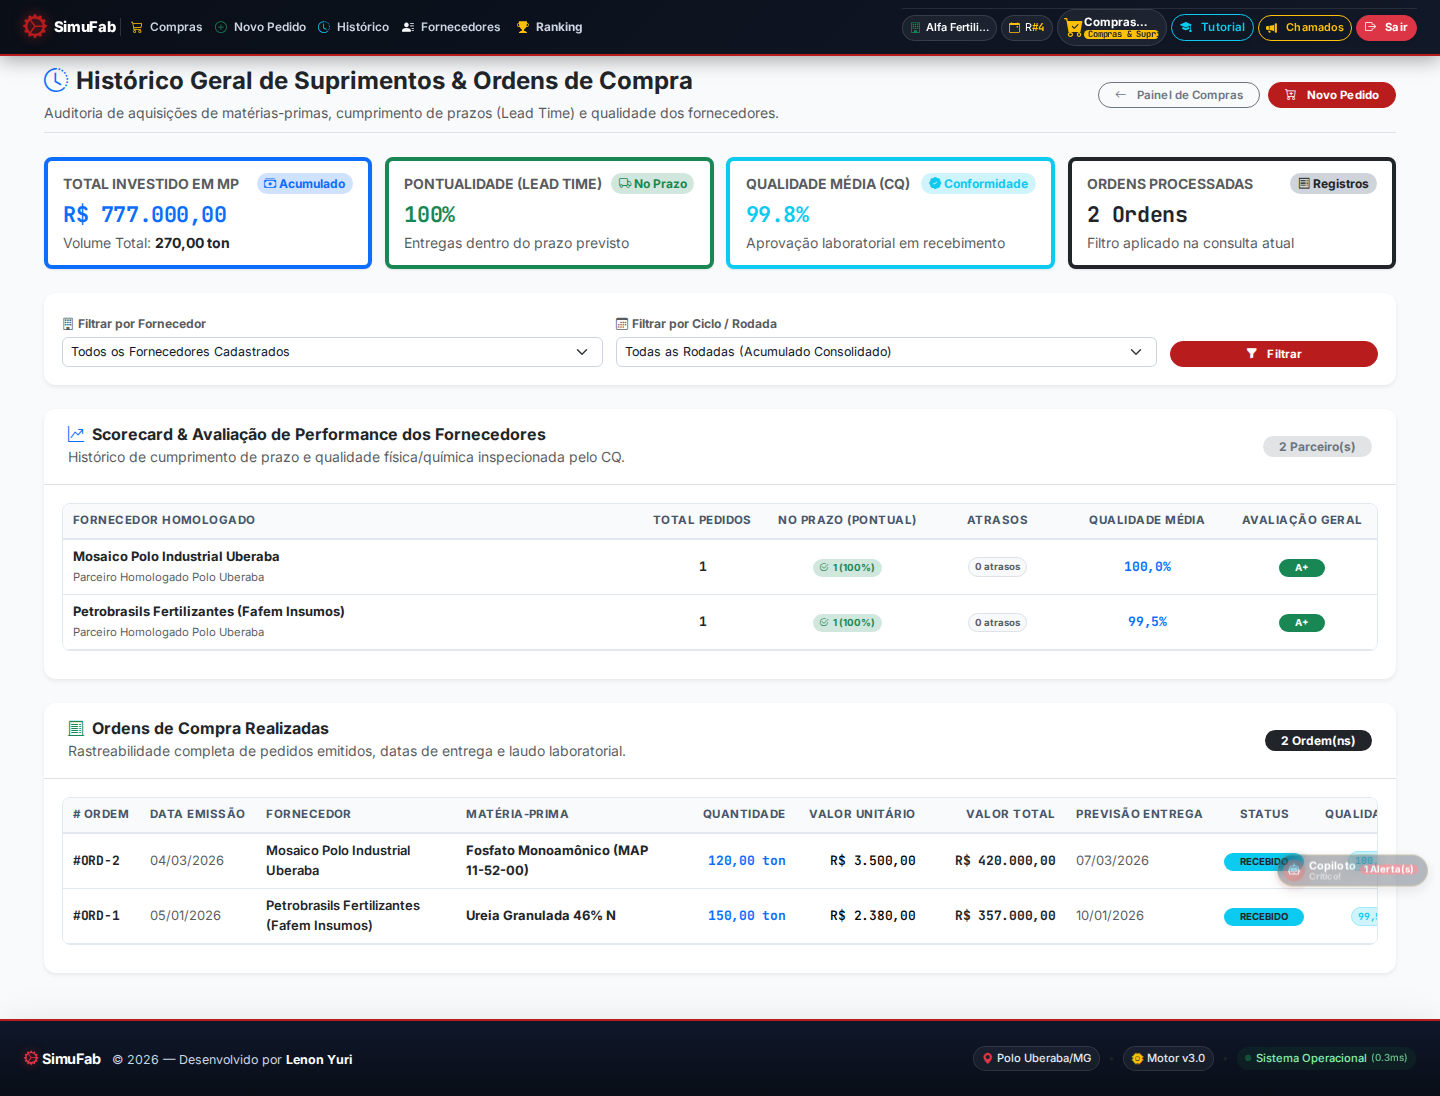 SimuFab
Compras
Novo Pedido
Histórico
Fornecedores
Ranking
Alfa Fertili...
R#4
Compras...
Compras & Supr
Tutorial
Chamados
Sair
Histórico Geral de Suprimentos & Ordens de Compra
Auditoria de aquisições de matérias-primas, cumprimento de prazos (Lead Time) e qualidade dos fornecedores.
Painel de Compras
Novo Pedido
TOTAL INVESTIDO EM MP
Acumulado
R$ 777.000,00
Volume Total: 270,00 ton
PONTUALIDADE (LEAD TIME)
No Prazo
100%
Entregas dentro do prazo previsto
QUALIDADE MÉDIA (CQ)
Conformidade
99.8%
Aprovação laboratorial em recebimento
ORDENS PROCESSADAS
Registros
2 Ordens
Filtro aplicado na consulta atual
Filtrar por Fornecedor
Todos os Fornecedores Cadastrados
Filtrar por Ciclo / Rodada
Todas as Rodadas (Acumulado Consolidado)
Filtrar
Scorecard & Avaliação de Performance dos Fornecedores
Histórico de cumprimento de prazo e qualidade física/química inspecionada pelo CQ.
2 Parceiro(s)
FORNECEDOR HOMOLOGADO TOTAL PEDIDOS NO PRAZO (PONTUAL) ATRASOS QUALIDADE MÉDIA AVALIAÇÃO GERAL
Mosaico Polo Industrial Uberaba
Parceiro Homologado Polo Uberaba
1 1 (100%) 0 atrasos 100,0% A+
Petrobrasils Fertilizantes (Fafem Insumos)
Parceiro Homologado Polo Uberaba
1 1 (100%) 0 atrasos 99,5% A+
Ordens de Compra Realizadas
Rastreabilidade completa de pedidos emitidos, datas de entrega e laudo laboratorial.
2 Ordem(ns)
# ORDEM DATA EMISSÃO FORNECEDOR MATÉRIA-PRIMA QUANTIDADE VALOR UNITÁRIO VALOR TOTAL PREVISÃO ENTREGA STATUS QUALIDA
#ORD-2 04/03/2026 Mosaico Polo Industrial Uberaba Fosfato Monoamônico (MAP 11-52-00) 120,00 ton R$ 3.500,00 R$ 420.000,00 07/03/2026 RECEBIDO
Copiloto
Crítico!
1 Alerta(s)
#ORD-1 05/01/2026 Petrobrasils Fertilizantes (Fafem Insumos) Ureia Granulada 46% N 150,00 ton R$ 2.380,00 R$ 357.000,00 10/01/2026 RECEBIDO 99,5
SimuFab © 2026 — Desenvolvido por Lenon Yuri
Polo Uberaba/MG
Motor v3.0
Sistema Operacional (0.3ms)